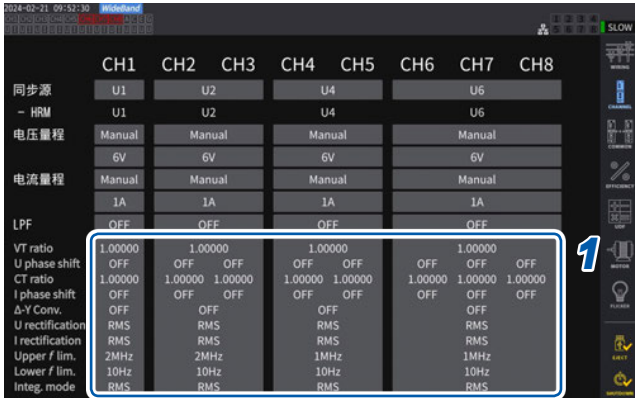 2024-02-21 09:52:30 WideBand
SLOW
CH1 CH2 CH3 CH4 CH5 CH6 CH7 CH8
同步源 U1 U2 U4 U6
- HRM U1 U2 U4 U6
电压量程 Manual Manual Manual Manual
6V 6V 6V 6V
电流量程 Manual Manual Manual Manual
1A 1A 1A 1A
LPF OFF OFF OFF OFF
VT ratio 1.00000 1.00000 1.00000 1.00000
U phase shift OFF OFF OFF OFF OFF OFF OFF OFF
CT ratio 1.00000 1.00000 1.00000 1.00000 1.00000 1.00000 1.00000 1.00000
I phase shift OFF OFF OFF OFF OFF OFF OFF OFF
Δ-Y Conv. OFF OFF OFF OFF
U rectification RMS RMS RMS RMS
I rectification RMS RMS RMS RMS
Upper f lim. 2MHz 2MHz 1MHz 1MHz
Lower f lim. 10Hz 10Hz 10Hz 10Hz
Integ. mode RMS RMS RMS RMS
1
WIRING
CHANNEL
COMMON
EFFICIENCY
UDF
MOTOR
FLICKER
EJECT
SHUTDOWN